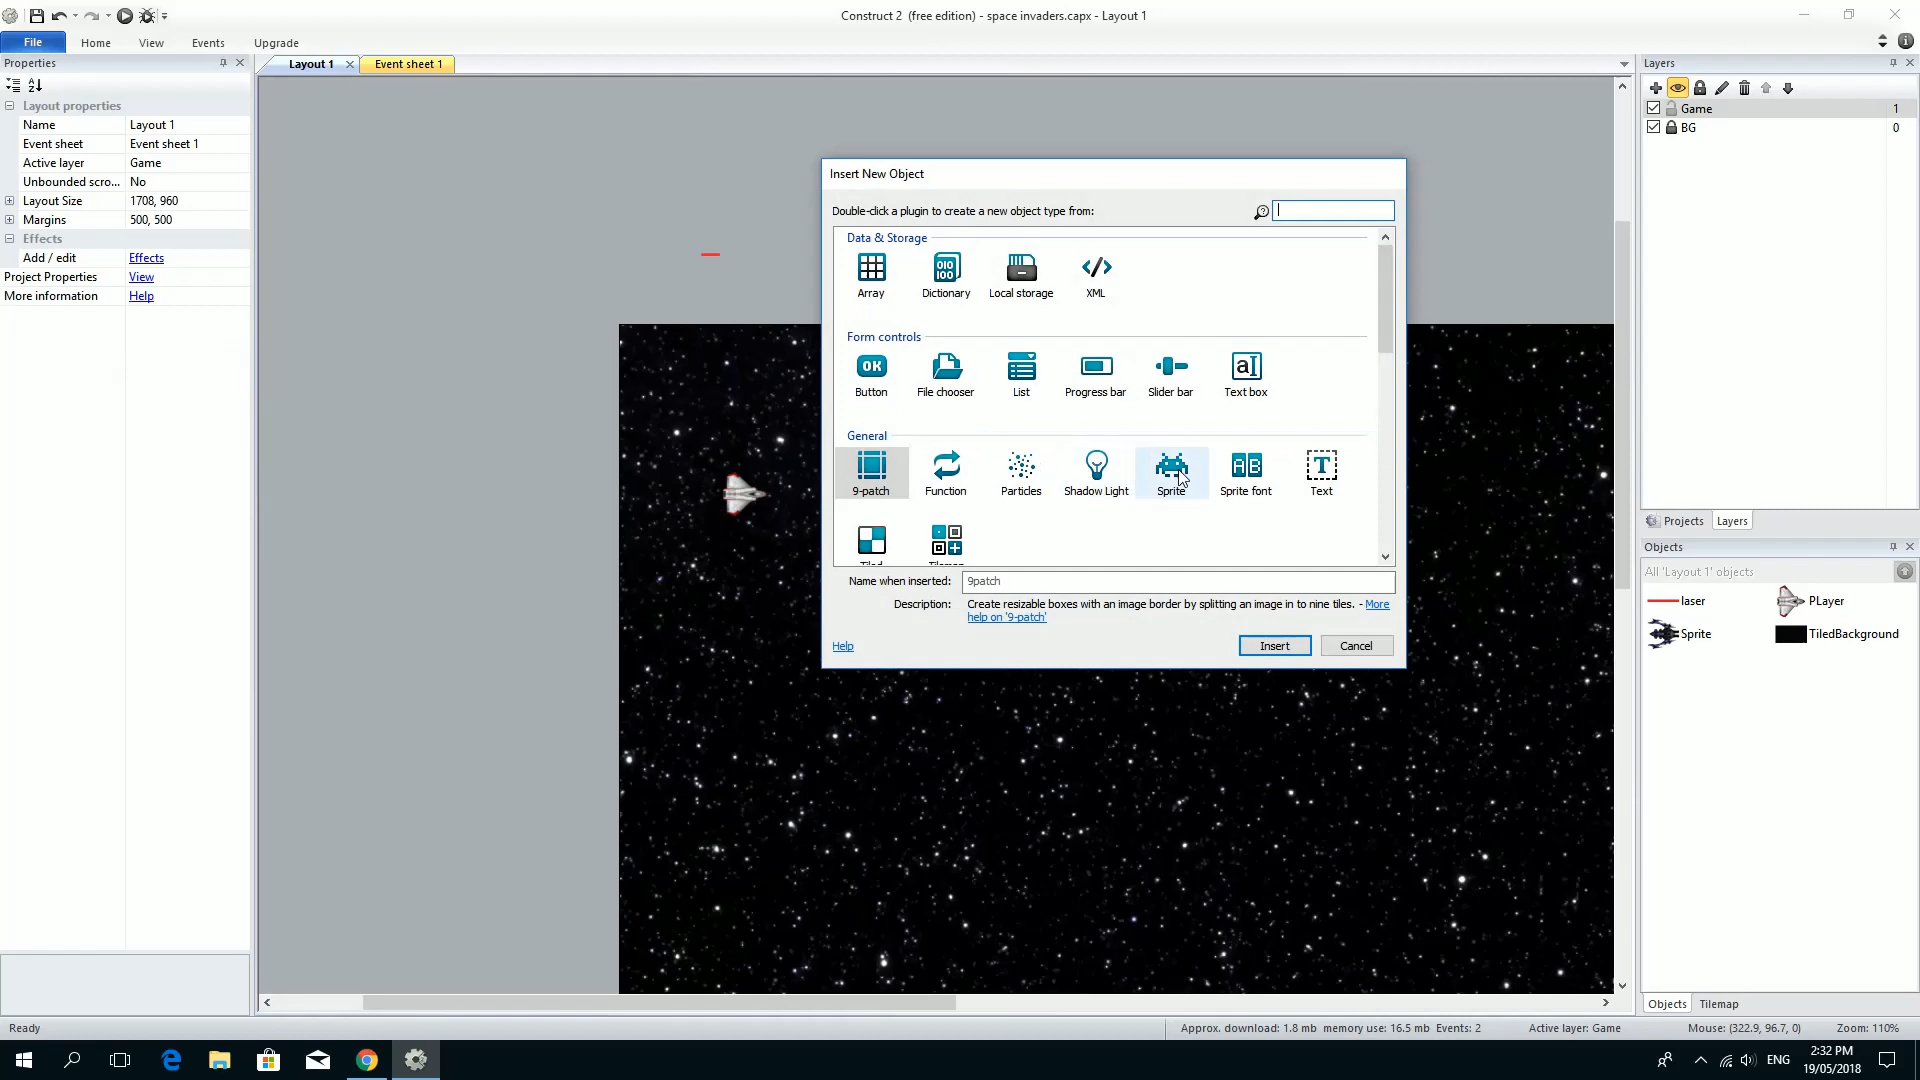 Construct 2 (free edition) - space invaders.capx - Layout 1
File Home View Events Upgrade
Properties
Layout 1
Event sheet 1
Layers
Layout properties
Name Layout 1
Event sheet Event sheet 1
Active layer Game
Unbounded scro... No
Layout Size 1708, 960
Margins 500, 500
Effects
Add / edit Effects
Project Properties View
More information Help
Game 1
BG 0
Insert New Object
Double-click a plugin to create a new object type from:
Data & Storage
Array Dictionary Local storage XML
Form controls
OK
aI
Button File chooser List Progress bar Slider bar Text box
General
AB
T
9-patch Function Particles Shadow Light Sprite Sprite font Text
Name when inserted: 9patch
Description: Create resizable boxes with an image border by splitting an image in to nine tiles. - More
help on '9-patch'
Help Insert Cancel
Projects Layers
Objects
All 'Layout 1' objects
laser PLayer
Sprite TiledBackground
Objects Tilemap
Ready
Approx. download: 1.8 mb memory use: 16.5 mb Events: 2 Active layer: Game Mouse: (322.9, 96.7, 0) Zoom: 110%
ENG
2:32 PM
19/05/2018